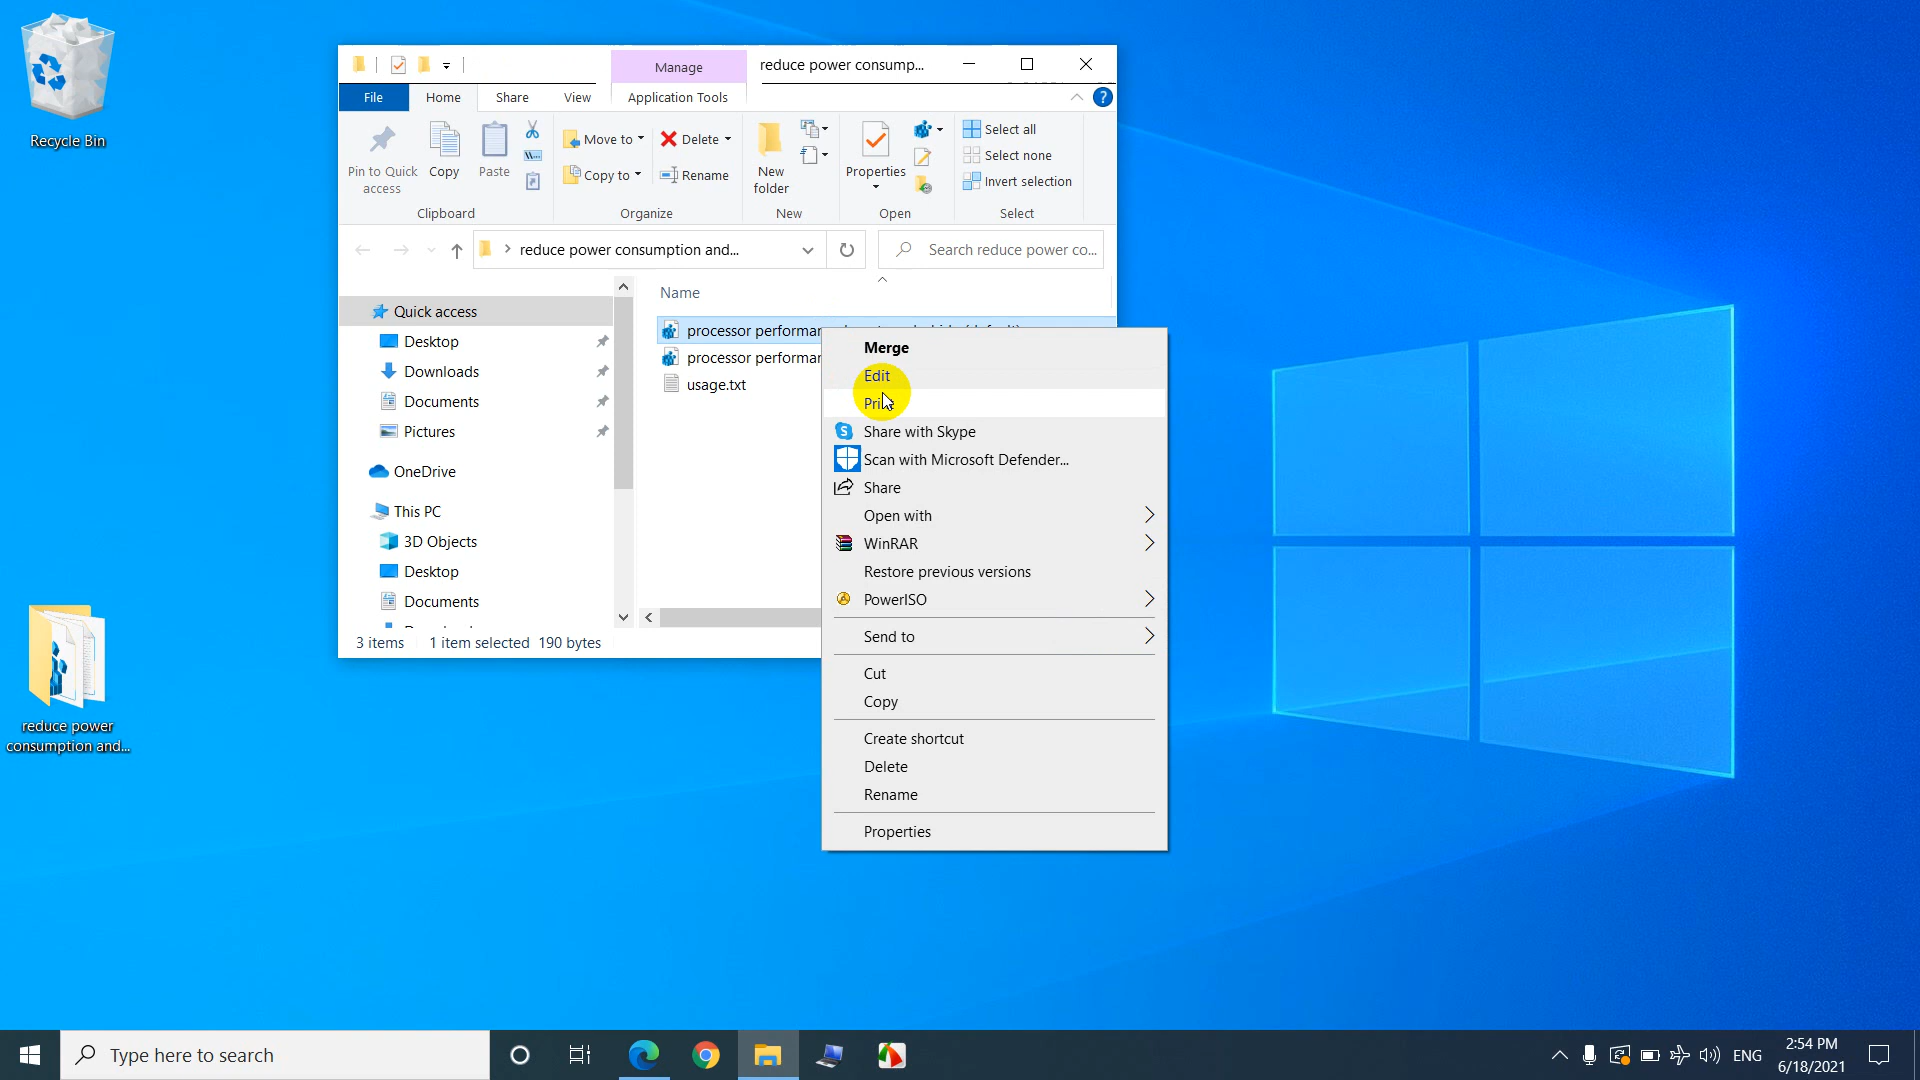 Recycle Bin
Manage
reduce power consump...
File
Home
Share
View
Application Tools
Pin to Quick
access
Copy
Paste
Move to
Copy to
Delete
Rename
New
folder
Properties
Select all
Select none
Invert selection
Clipboard
Organize
New
Open
Select
reduce power consumption and...
Search reduce power co...
Name
Quick access
Desktop
Downloads
Documents
Pictures
OneDrive
This PC
3D Objects
Desktop
Documents
processor
processor
usage.txt
3 items
1 item selected
190 bytes
Merge
Edit
Share with Skype
Scan with Microsoft Defender...
Share
Open with
WinRAR
Restore previous versions
PowerISO
Send to
Cut
Copy
Create shortcut
Delete
Rename
Properties
reduce power
consumption and...
Type here to search
ENG
2:54 PM
6/18/2021